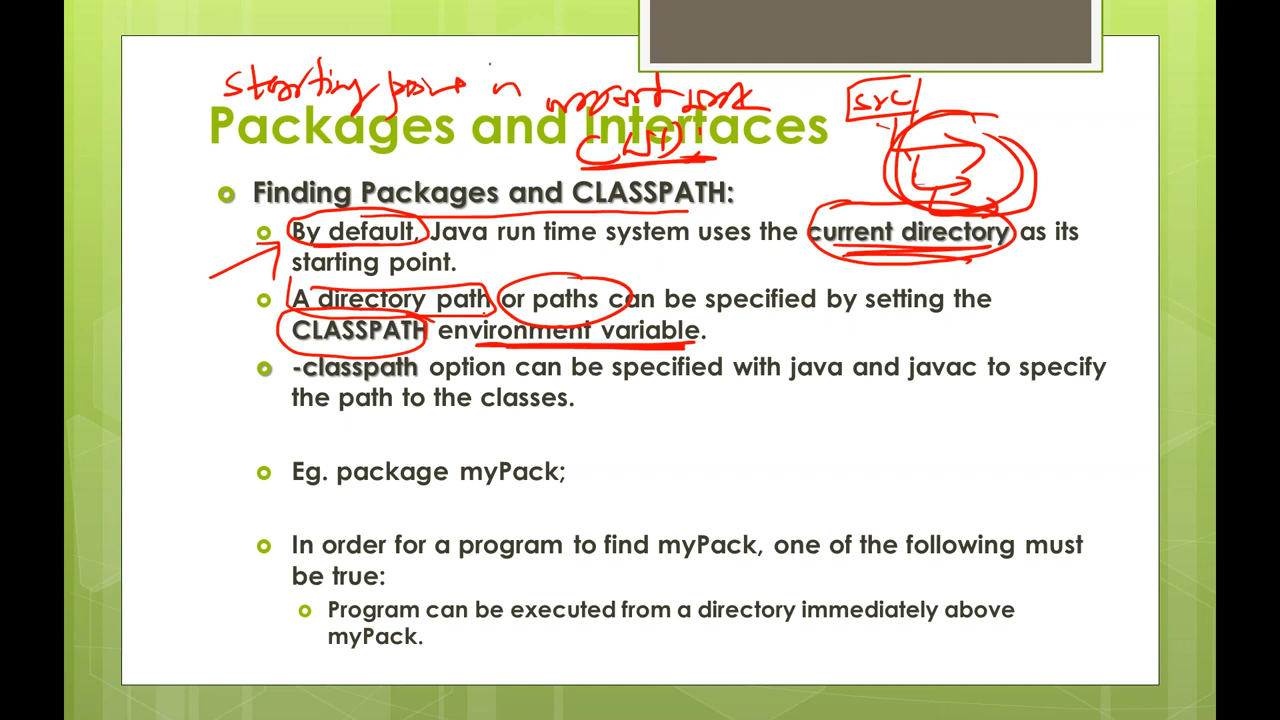 starting point is import
src
Packages and Interfaces
CWD
Finding Packages and CLASSPATH:
By default, Java run time system uses the current directory as its
starting point.
A directory path or paths can be specified by setting the
CLASSPATH environment variable.
-classpath option can be specified with java and javac to specify
the path to the classes.
Eg. package myPack;
In order for a program to find myPack, one of the following must
be true:
Program can be executed from a directory immediately above
myPack.